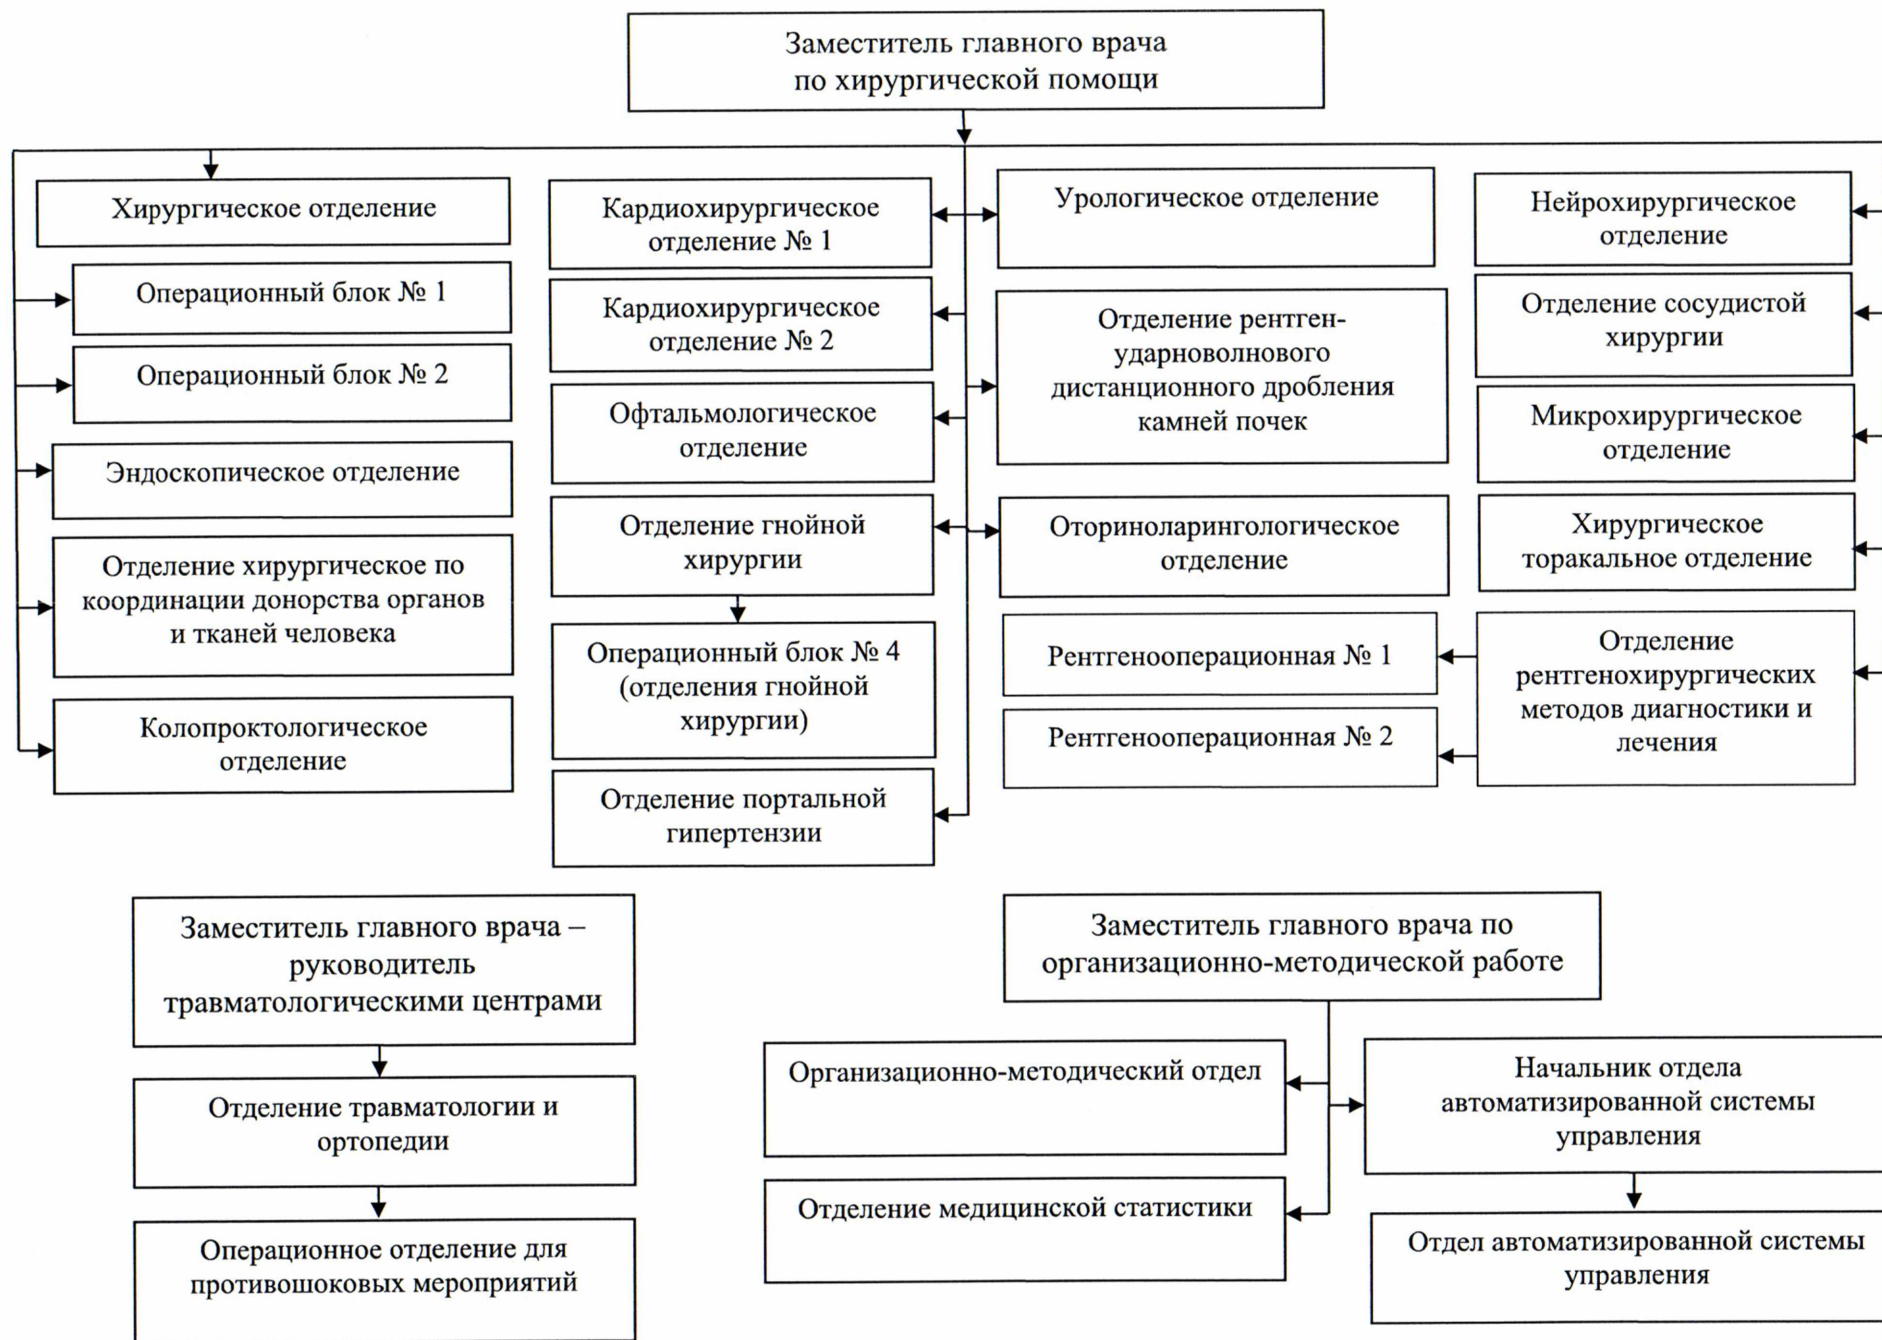 Заместитель главного врача
по хирургической помощи
Хирургическое отделение
Операционный блок № 1
Операционный блок № 2
Эндоскопическое отделение
Отделение хирургическое по
координации донорства органов
и тканей человека
Колопроктологическое
отделение
Кардиохирургическое
отделение № 1
Кардиохирургическое
отделение № 2
Офтальмологическое
отделение
Отделение гнойной
хирургии
Операционный блок № 4
(отделения гнойной
хирургии)
Отделение портальной
гипертензии
Урологическое отделение
Отделение рентген-
ударноволнового
дистанционного дробления
камней почек
Оториноларингологическое
отделение
Рентгенооперационная № 1
Рентгенооперационная № 2
Нейрохирургическое
отделение
Отделение сосудистой
хирургии
Микрохирургическое
отделение
Хирургическое
торакальное отделение
Отделение
рентгенохирургических
методов диагностики и
лечения
Заместитель главного врача –
руководитель
травматологическими центрами
Отделение травматологии и
ортопедии
Операционное отделение для
противошоковых мероприятий
Заместитель главного врача по
организационно-методической работе
Организационно-методический отдел
Отделение медицинской статистики
Начальник отдела
автоматизированной системы
управления
Отдел автоматизированной системы
управления